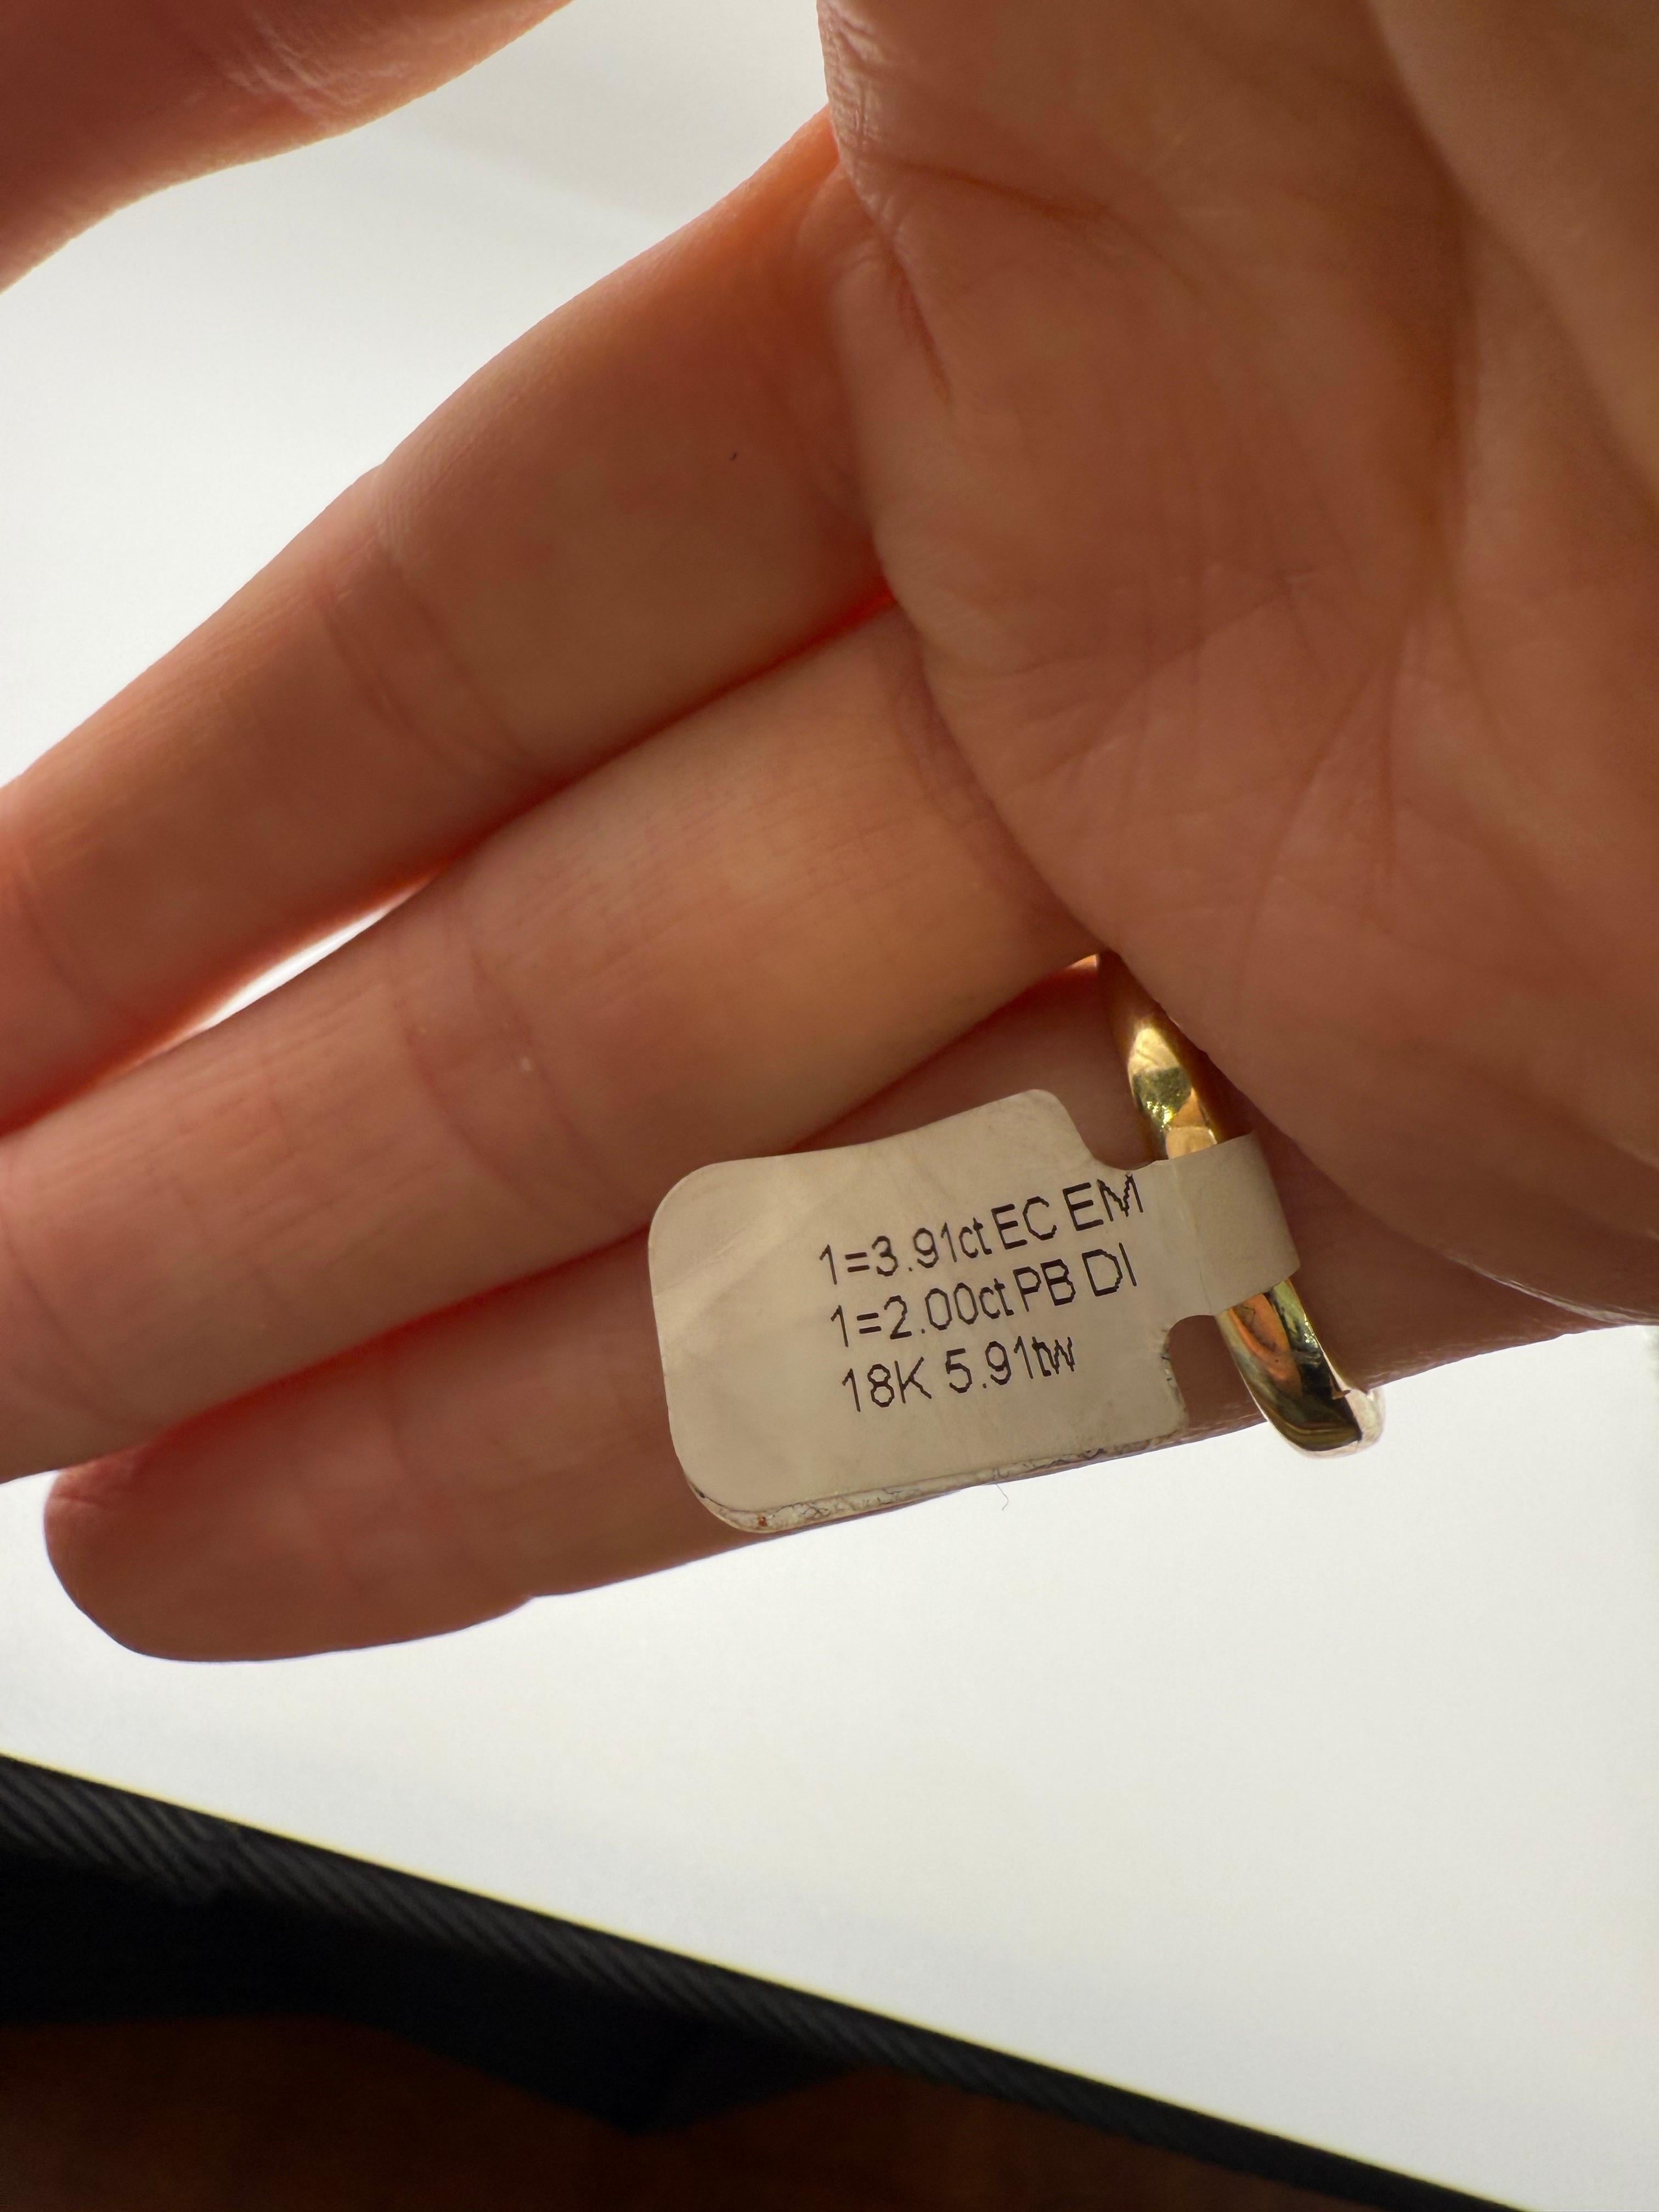 1=3.91ct EC EM
1=2.00ct PB DI
18K 5.91tw